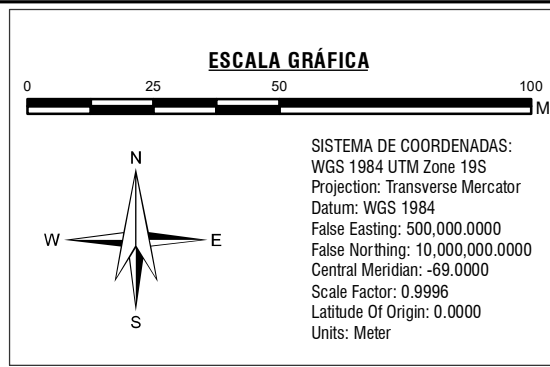 ESCALA GRÁFICA
0 25 50 100
M
N
W E
S
SISTEMA DE COORDENADAS:
WGS 1984 UTM Zone 19S
Projection: Transverse Mercator
Datum: WGS 1984
False Easting: 500,000.0000
False Northing: 10,000,000.0000
Central Meridian: -69.0000
Scale Factor: 0.9996
Latitude Of Origin: 0.0000
Units: Meter